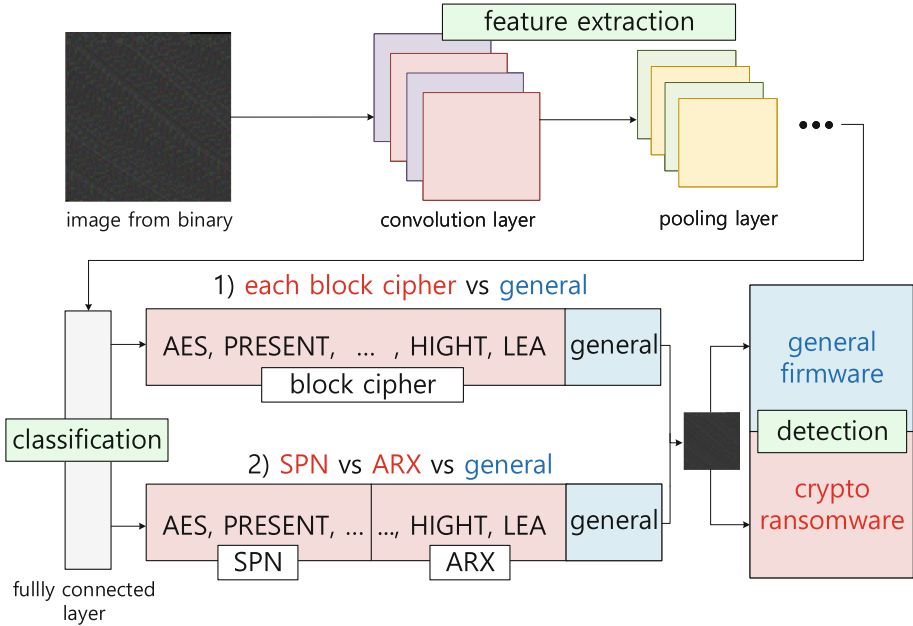 feature extraction
image from binary
convolution layer
pooling layer
1) each block cipher vs general
AES, PRESENT, ... , HIGHT, LEA
general
block cipher
general
firmware
classification
detection
2) SPN vs ARX vs general
crypto
ransomware
AES, PRESENT, ...
..., HIGHT, LEA
general
SPN
ARX
fullly connected
layer